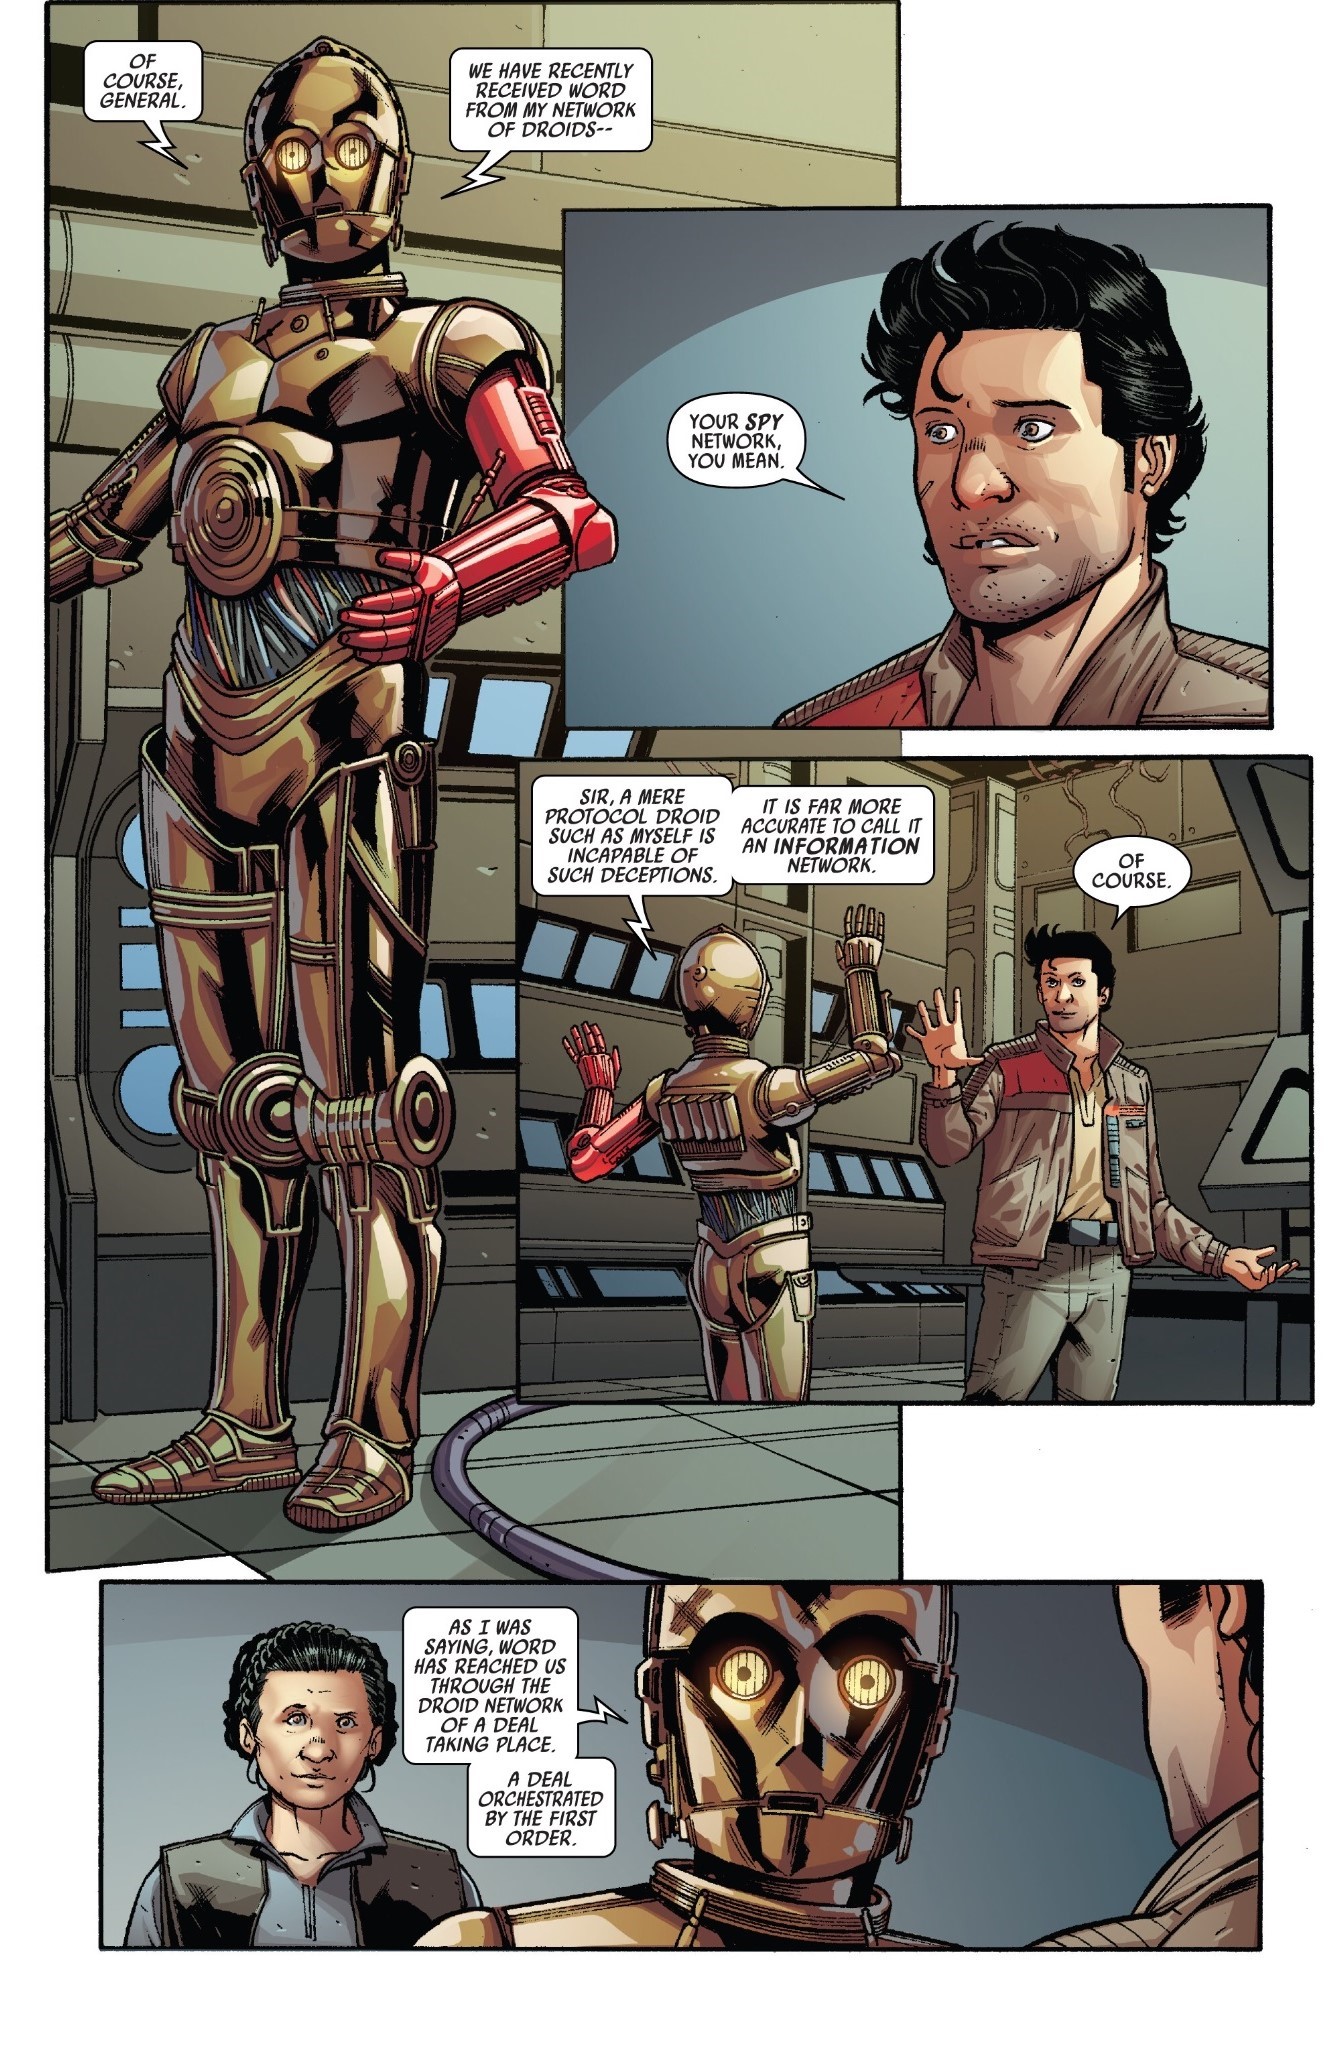 OF
COURSE,
GENERAL.
WE HAVE RECENTLY
RECEIVED WORD
FROM MY NETWORK
OF DROIDS--
YOUR SPY
NETWORK,
YOU MEAN.
SIR, A MERE
PROTOCOL DROID
SUCH AS MYSELF IS
INCAPABLE OF
SUCH DECEPTIONS.
IT IS FAR MORE
ACCURATE TO CALL IT
AN INFORMATION
NETWORK.
OF
COURSE.
AS I WAS
SAYING, WORD
HAS REACHED US
THROUGH THE
DROID NETWORK
OF A DEAL
TAKING PLACE.
A DEAL
ORCHESTRATED
BY THE FIRST
ORDER.